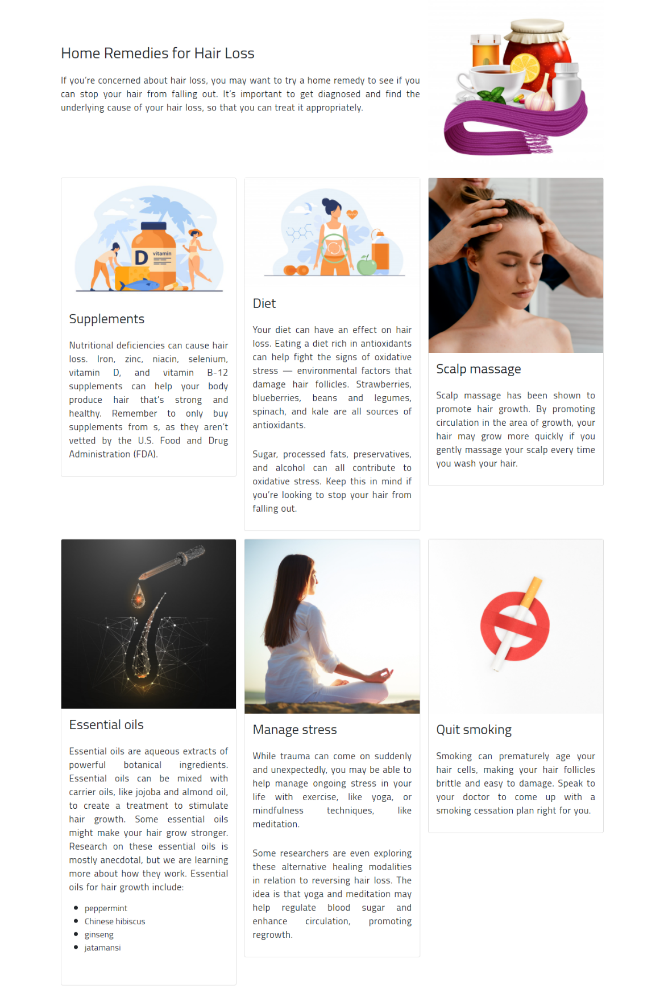 Home Remedies for Hair Loss
If you’re concerned about hair loss, you may want to try a home remedy to see if you
can stop your hair from falling out. It’s important to get diagnosed and find the
underlying cause of your hair loss, so that you can treat it appropriately.
D
vitamin
Supplements
Nutritional deficiencies can cause hair
loss. Iron, zinc, niacin, selenium,
vitamin D, and vitamin B-12
supplements can help your body
produce hair that’s strong and
healthy. Remember to only buy
supplements from s, as they aren’t
vetted by the U.S. Food and Drug
Administration (FDA).
Diet
Your diet can have an effect on hair
loss. Eating a diet rich in antioxidants
can help fight the signs of oxidative
stress — environmental factors that
damage hair follicles. Strawberries,
blueberries, beans and legumes,
spinach, and kale are all sources of
antioxidants.
Sugar, processed fats, preservatives,
and alcohol can all contribute to
oxidative stress. Keep this in mind if
you’re looking to stop your hair from
falling out.
Scalp massage
Scalp massage has been shown to
promote hair growth. By promoting
circulation in the area of growth, your
hair may grow more quickly if you
gently massage your scalp every time
you wash your hair.
Essential oils
Essential oils are aqueous extracts of
powerful botanical ingredients.
Essential oils can be mixed with
carrier oils, like jojoba and almond oil,
to create a treatment to stimulate
hair growth. Some essential oils
might make your hair grow stronger.
Research on these essential oils is
mostly anecdotal, but we are learning
more about how they work. Essential
oils for hair growth include:
• peppermint
• Chinese hibiscus
• ginseng
• jatamansi
Manage stress
While trauma can come on suddenly
and unexpectedly, you may be able to
help manage ongoing stress in your
life with exercise, like yoga, or
mindfulness techniques, like
meditation.
Some researchers are even exploring
these alternative healing modalities
in relation to reversing hair loss. The
idea is that yoga and meditation may
help regulate blood sugar and
enhance circulation, promoting
regrowth.
Quit smoking
Smoking can prematurely age your
hair cells, making your hair follicles
brittle and easy to damage. Speak to
your doctor to come up with a
smoking cessation plan right for you.